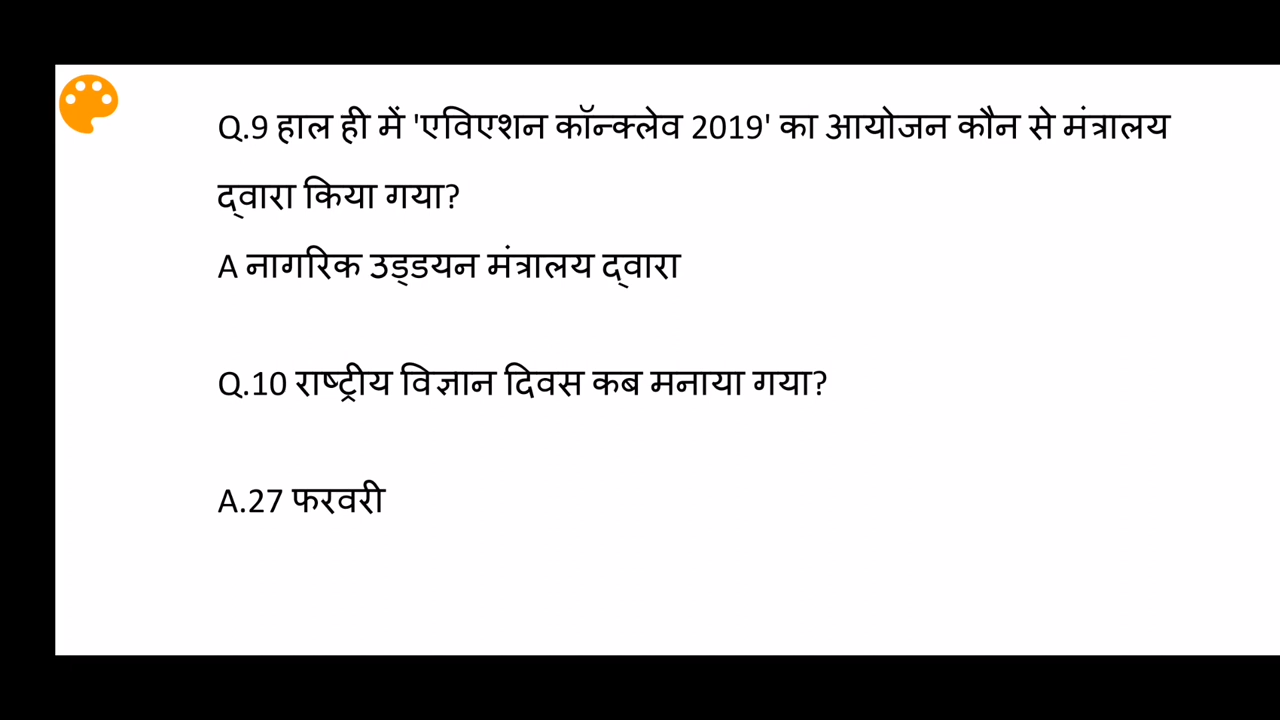 Q.9 हाल ही में 'एविएशन कॉन्क्लेव 2019' का आयोजन कौन से मंत्रालय
द्वारा किया गया?
A नागरिक उड्डयन मंत्रालय द्वारा
Q.10 राष्ट्रीय विज्ञान दिवस कब मनाया गया?
A.27 फरवरी